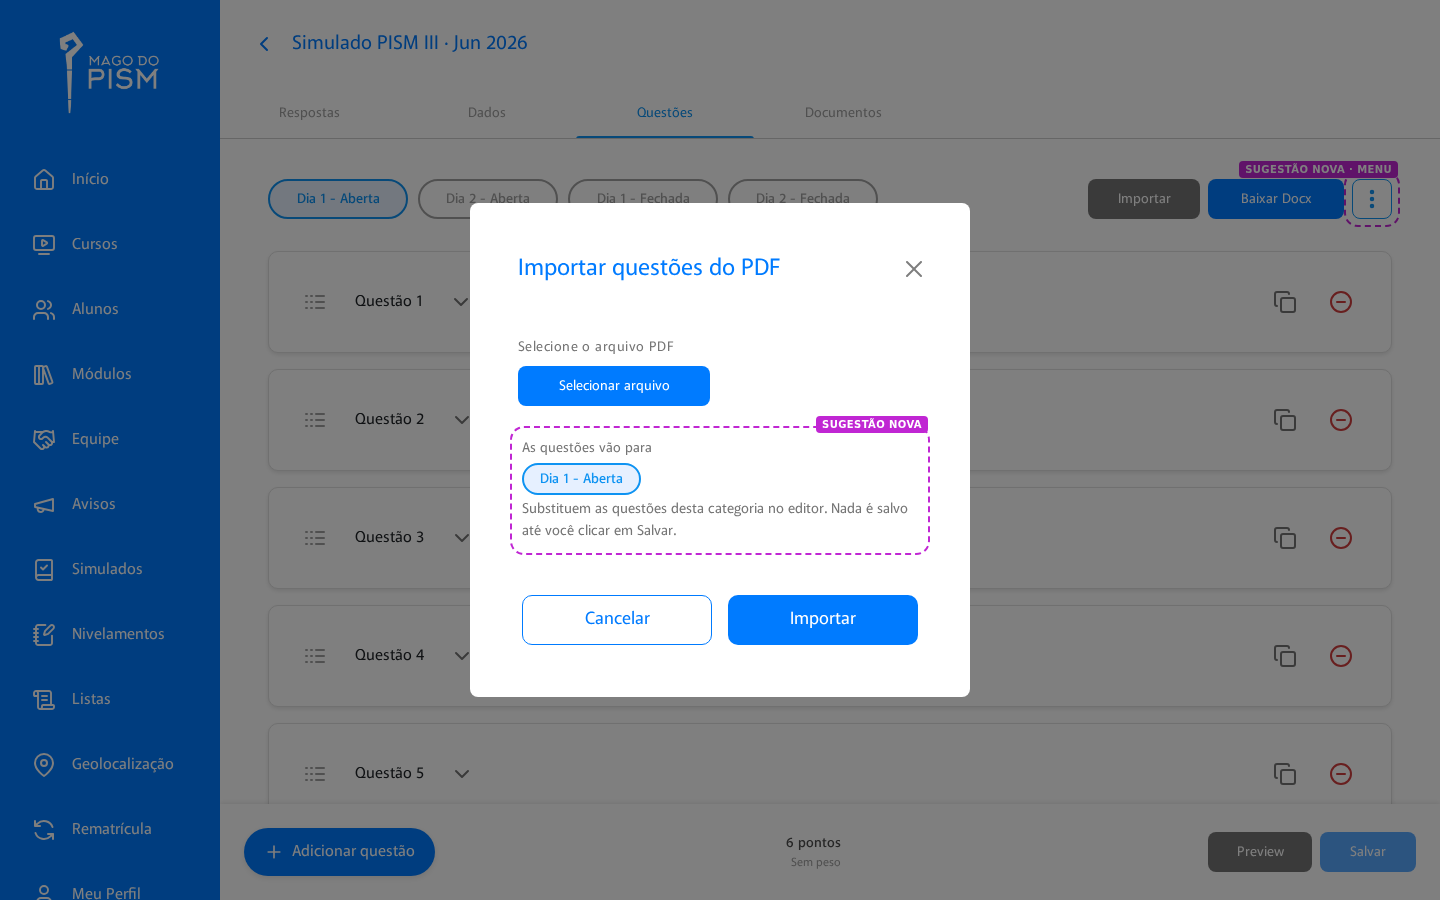 MAGO DO
PISM
Início
Cursos
Alunos
Módulos
Equipe
Avisos
Simulados
Nivelamentos
Listas
Geolocalização
Rematrícula
Meu Perfil
Simulado PISM III · Jun 2026
Respostas
Dados
Questões
Documentos
SUGESTÃO NOVA · MENU
Dia 1 - Aberta
Dia 2 - Aberta
Dia 1 - Fechada
Dia 2 - Fechada
Importar
Baixar Docx
Questão 1
Questão 2
Questão 3
Questão 4
Questão 5
Importar questões do PDF
Selecione o arquivo PDF
Selecionar arquivo
SUGESTÃO NOVA
As questões vão para
Dia 1 - Aberta
Substituem as questões desta categoria no editor. Nada é salvo
até você clicar em Salvar.
Cancelar
Importar
Adicionar questão
6 pontos
Sem peso
Preview
Salvar